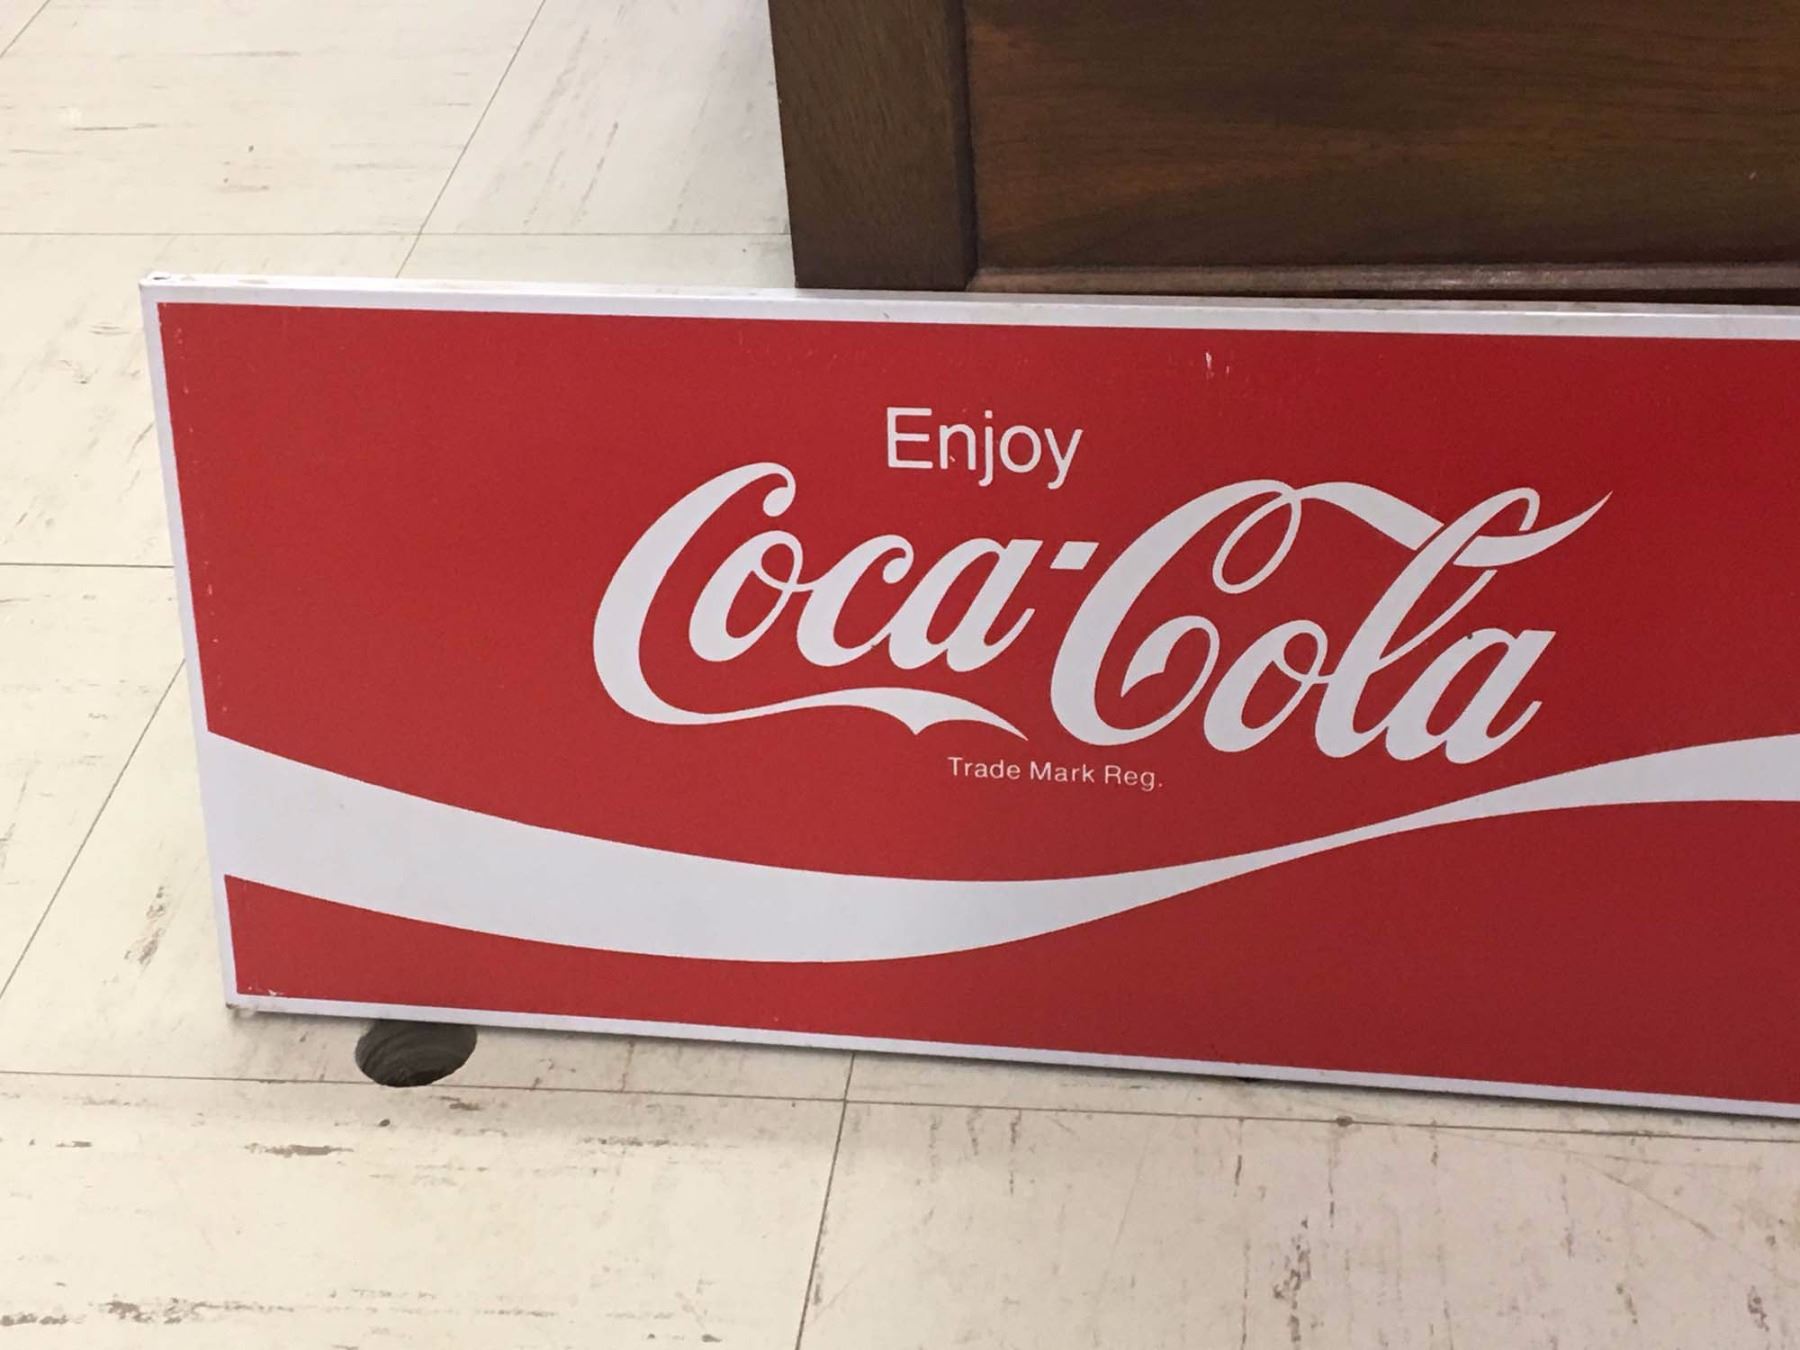 Enjoy
Coca-Cola
Trade Mark Reg.